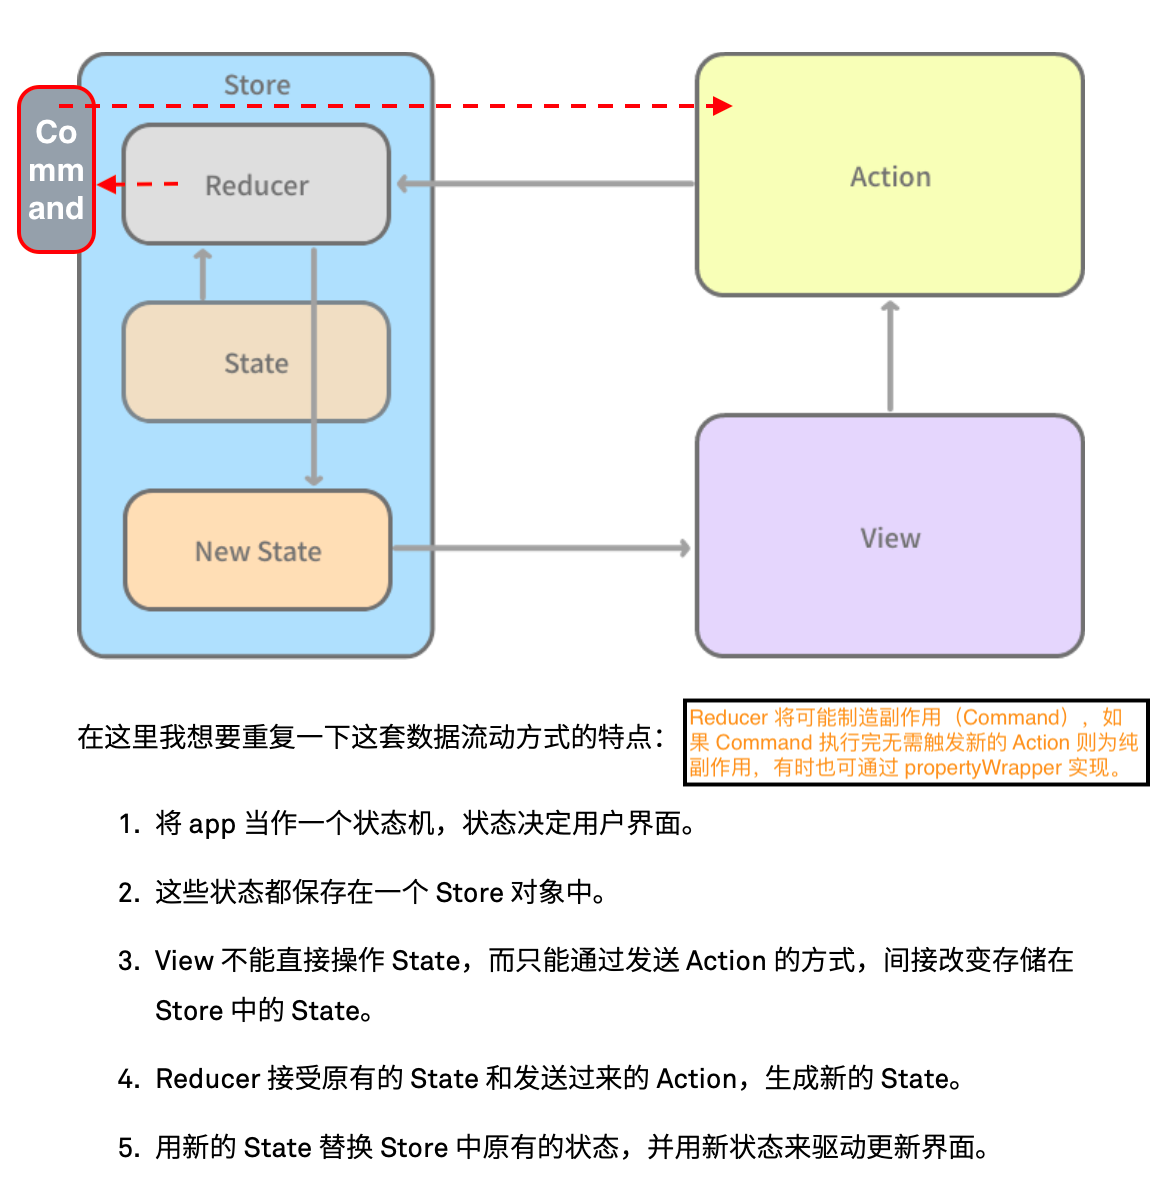 Store
Co
mm
and
Reducer
Action
State
New State
View
在这里我想要重复一下这套数据流动方式的特点：
Reducer 将可能制造副作用（Command），如
果 Command 执行完无需触发新的 Action 则为纯
副作用，有时也可通过 propertyWrapper 实现。
1. 将 app 当作一个状态机，状态决定用户界面。
2. 这些状态都保存在一个 Store 对象中。
3. View 不能直接操作 State，而只能通过发送 Action 的方式，间接改变存储在
Store 中的 State。
4. Reducer 接受原有的 State 和发送过来的 Action，生成新的 State。
5. 用新的 State 替换 Store 中原有的状态，并用新状态来驱动更新界面。